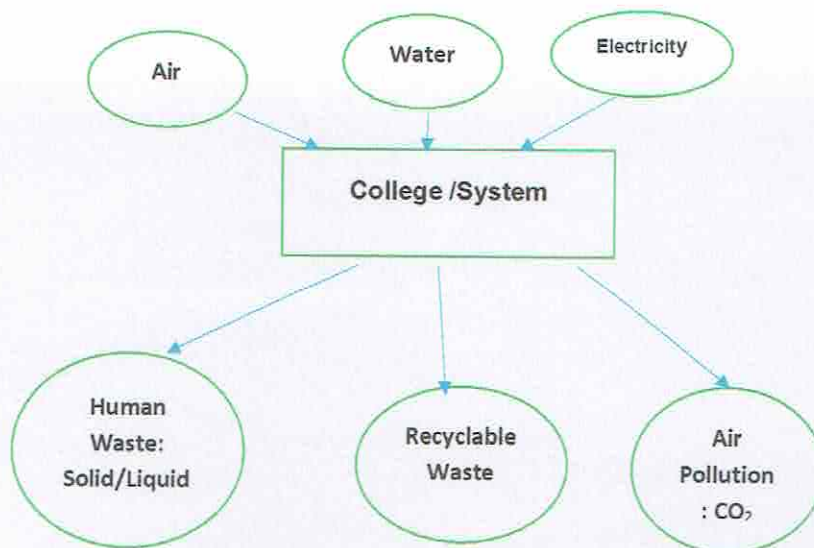 Air
Water
Electricity
College /System
Human
Waste:
Solid/Liquid
Recyclable
Waste
Air
Pollution
: CO₂